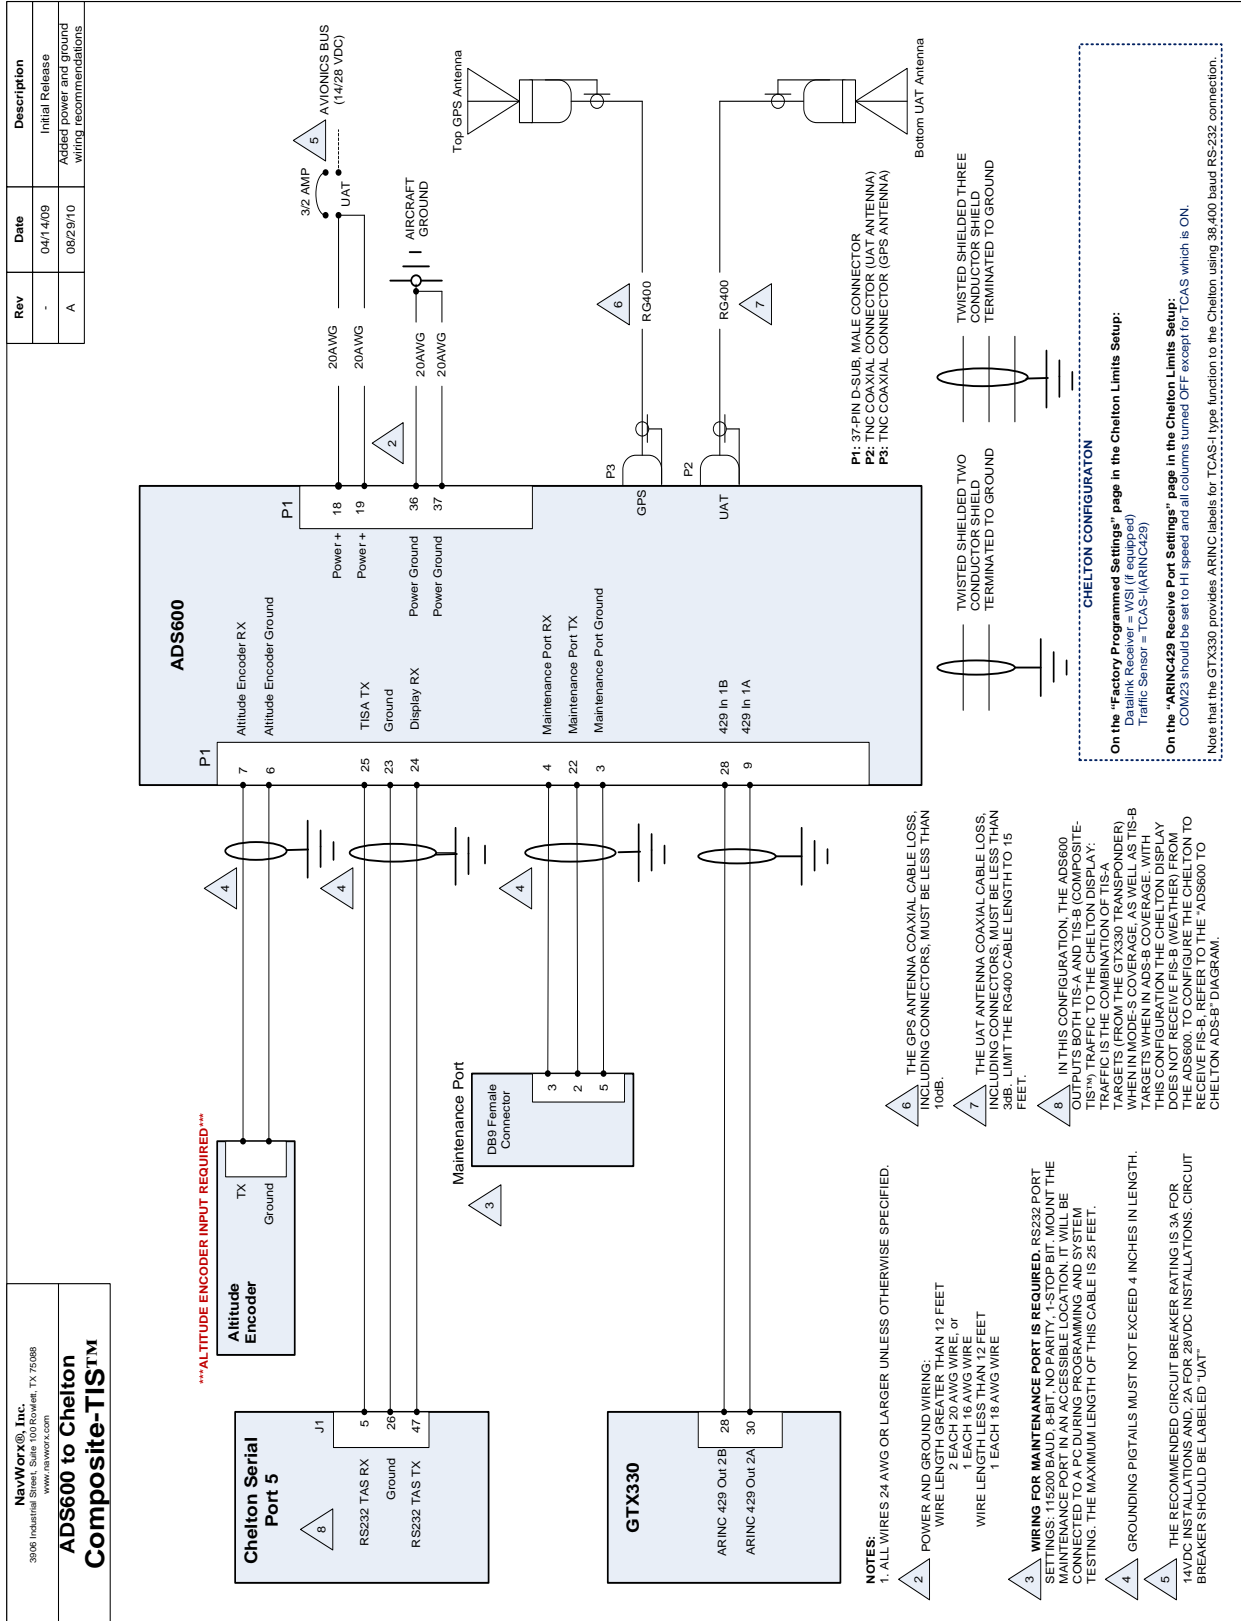 NavWorx®, Inc.
3906 Industrial Street, Suite 100 Rowlett, TX 75088
www.navworx.com
ADS600 to Chelton
Composite-TIS™
Rev
Date
Description
-
04/14/09
Initial Release
A
08/29/10
Added power and ground
wiring recommendations
***ALTITUDE ENCODER INPUT REQUIRED***
Altitude
Encoder
TX
Ground
4
P1
7
Altitude Encoder RX
6
Altitude Encoder Ground
ADS600
Chelton Serial
Port 5
8
J1
RS232 TAS RX
5
Ground
26
RS232 TAS TX
47
4
25
TISA TX
23
Ground
24
Display RX
Maintenance Port
DB9 Female
Connector
3
3
2
5
4
4
Maintenance Port RX
22
Maintenance Port TX
3
Maintenance Port Ground
GTX330
ARINC 429 Out 2B
28
ARINC 429 Out 2A
30
28
429 In 1B
9
429 In 1A
P1
Power +
18
Power +
19
Power Ground
36
Power Ground
37
20AWG
20AWG
2
20AWG
20AWG
3/2 AMP
UAT
5
AVIONICS BUS
(14/28 VDC)
AIRCRAFT
GROUND
P3
GPS
6
RG400
Top GPS Antenna
P2
UAT
RG400
7
Bottom UAT Antenna
P1: 37-PIN D-SUB, MALE CONNECTOR
P2: TNC COAXIAL CONNECTOR (UAT ANTENNA)
P3: TNC COAXIAL CONNECTOR (GPS ANTENNA)
TWISTED SHIELDED TWO
CONDUCTOR SHIELD
TERMINATED TO GROUND
TWISTED SHIELDED THREE
CONDUCTOR SHIELD
TERMINATED TO GROUND
NOTES:
1. ALL WIRES 24 AWG OR LARGER UNLESS OTHERWISE SPECIFIED.
2
POWER AND GROUND WIRING:
WIRE LENGTH GREATER THAN 12 FEET
2 EACH 20 AWG WIRE, or
1 EACH 16 AWG WIRE
WIRE LENGTH LESS THAN 12 FEET
1 EACH 18 AWG WIRE
3
WIRING FOR MAINTENANCE PORT IS REQUIRED. RS232 PORT
SETTINGS: 115200 BAUD, 8-BIT, NO PARITY, 1-STOP BIT. MOUNT THE
MAINTENANCE PORT IN AN ACCESSIBLE LOCATION. IT WILL BE
CONNECTED TO A PC DURING PROGRAMMING AND SYSTEM
TESTING. THE MAXIMUM LENGTH OF THIS CABLE IS 25 FEET.
4
GROUNDING PIGTAILS MUST NOT EXCEED 4 INCHES IN LENGTH.
5
THE RECOMMENDED CIRCUIT BREAKER RATING IS 3A FOR
14VDC INSTALLATIONS AND, 2A FOR 28VDC INSTALLATIONS. CIRCUIT
BREAKER SHOULD BE LABELED "UAT"
6
THE GPS ANTENNA COAXIAL CABLE LOSS,
INCLUDING CONNECTORS, MUST BE LESS THAN
10dB.
7
THE UAT ANTENNA COAXIAL CABLE LOSS,
INCLUDING CONNECTORS, MUST BE LESS THAN
3dB. LIMIT THE RG400 CABLE LENGTH TO 15
FEET.
8
IN THIS CONFIGURATION, THE ADS600
OUTPUTS BOTH TIS-A AND TIS-B (COMPOSITE-
TIS™) TRAFFIC TO THE CHELTON DISPLAY:
TRAFFIC IS THE COMBINATION OF TIS-A
TARGETS (FROM THE GTX330 TRANSPONDER)
WHEN IN MODE-S COVERAGE, AS WELL AS TIS-B
TARGETS WHEN IN ADS-B COVERAGE. WITH
THIS CONFIGURATION THE CHELTON DISPLAY
DOES NOT RECEIVE FIS-B (WEATHER) FROM
THE ADS600. TO CONFIGURE THE CHELTON TO
RECEIVE FIS-B, REFER TO THE "ADS600 TO
CHELTON ADS-B" DIAGRAM.
CHELTON CONFIGURATON
On the "Factory Programmed Settings" page in the Chelton Limits Setup:
Datalink Receiver = WSI (if equipped)
Traffic Sensor = TCAS-I(ARINC429)
On the "ARINC429 Receive Port Settings" page in the Chelton Limits Setup:
COM23 should be set to HI speed and all columns turned OFF except for TCAS which is ON.
Note that the GTX330 provides ARINC labels for TCAS-I type function to the Chelton using 38,400 baud RS-232 connection.